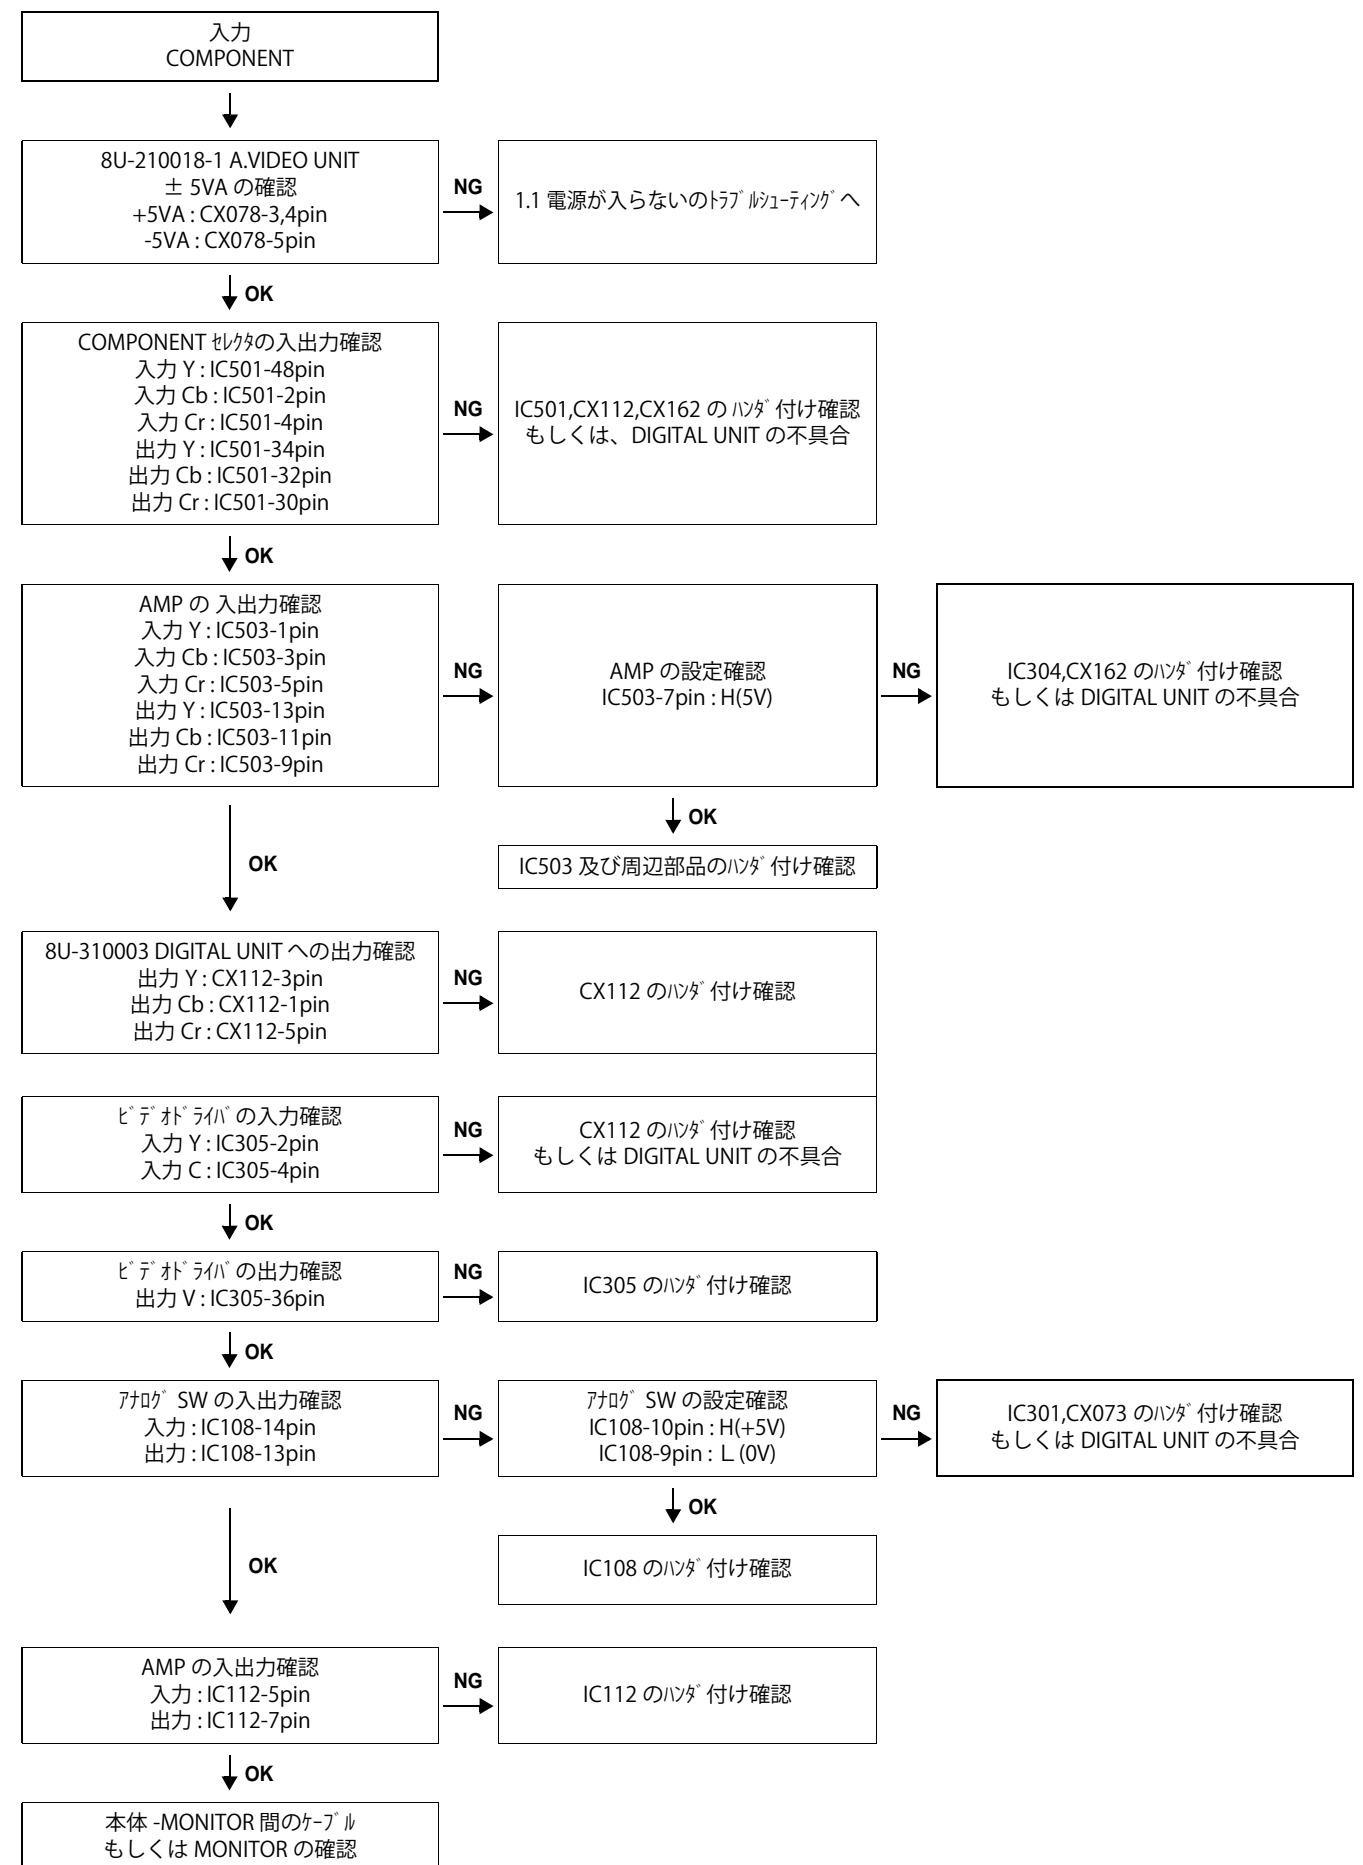 入力
COMPONENT
8U-210018-1 A.VIDEO UNIT
± 5VA の確認
+5VA : CX078-3,4pin
-5VA : CX078-5pin
NG
1.1 電源が入らないのﾄﾗﾌﾞﾙｼｭｰﾃｨﾝｸﾞへ
OK
COMPONENT ｾﾚｸﾀの入出力確認
入力 Y : IC501-48pin
入力 Cb : IC501-2pin
入力 Cr : IC501-4pin
出力 Y : IC501-34pin
出力 Cb : IC501-32pin
出力 Cr : IC501-30pin
NG
IC501,CX112,CX162 の ﾊﾝﾀﾞ付け確認
もしくは、DIGITAL UNIT の不具合
OK
AMP の 入出力確認
入力 Y : IC503-1pin
入力 Cb : IC503-3pin
入力 Cr : IC503-5pin
出力 Y : IC503-13pin
出力 Cb : IC503-11pin
出力 Cr : IC503-9pin
NG
AMP の設定確認
IC503-7pin : H(5V)
NG
IC304,CX162 のﾊﾝﾀﾞ付け確認
もしくは DIGITAL UNIT の不具合
OK
IC503 及び周辺部品のﾊﾝﾀﾞ付け確認
OK
8U-310003 DIGITAL UNIT への出力確認
出力 Y : CX112-3pin
出力 Cb : CX112-1pin
出力 Cr : CX112-5pin
NG
CX112 のﾊﾝﾀﾞ付け確認
ﾋﾞﾃﾞｵﾄﾞﾗｲﾊﾞの入力確認
入力 Y : IC305-2pin
入力 C : IC305-4pin
NG
CX112 のﾊﾝﾀﾞ付け確認
もしくは DIGITAL UNIT の不具合
OK
ﾋﾞﾃﾞｵﾄﾞﾗｲﾊﾞの出力確認
出力 V : IC305-36pin
NG
IC305 のﾊﾝﾀﾞ付け確認
OK
ｱﾅﾛｸﾞ SW の入出力確認
入力 : IC108-14pin
出力 : IC108-13pin
NG
ｱﾅﾛｸﾞ SW の設定確認
IC108-10pin : H(+5V)
IC108-9pin : L (0V)
NG
IC301,CX073 のﾊﾝﾀﾞ付け確認
もしくは DIGITAL UNIT の不具合
OK
IC108 のﾊﾝﾀﾞ付け確認
OK
AMP の入出力確認
入力 : IC112-5pin
出力 : IC112-7pin
NG
IC112 のﾊﾝﾀﾞ付け確認
OK
本体 -MONITOR 間のｹｰﾌﾞﾙ
もしくは MONITOR の確認